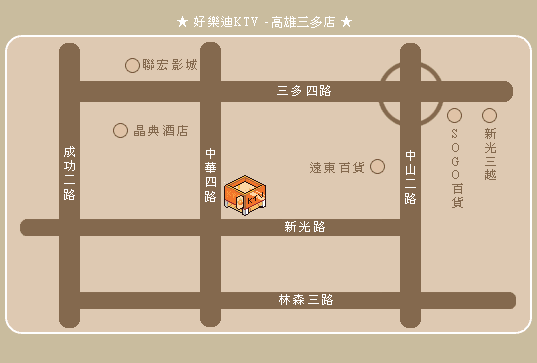 ★ 好樂迪KTV -高雄三多店 ★
聯宏影城
三多四路
晶典酒店
成功二路
中華四路
中山二路
遠東百貨
SOGO百貨
新光三越
KTV
新光路
林森三路